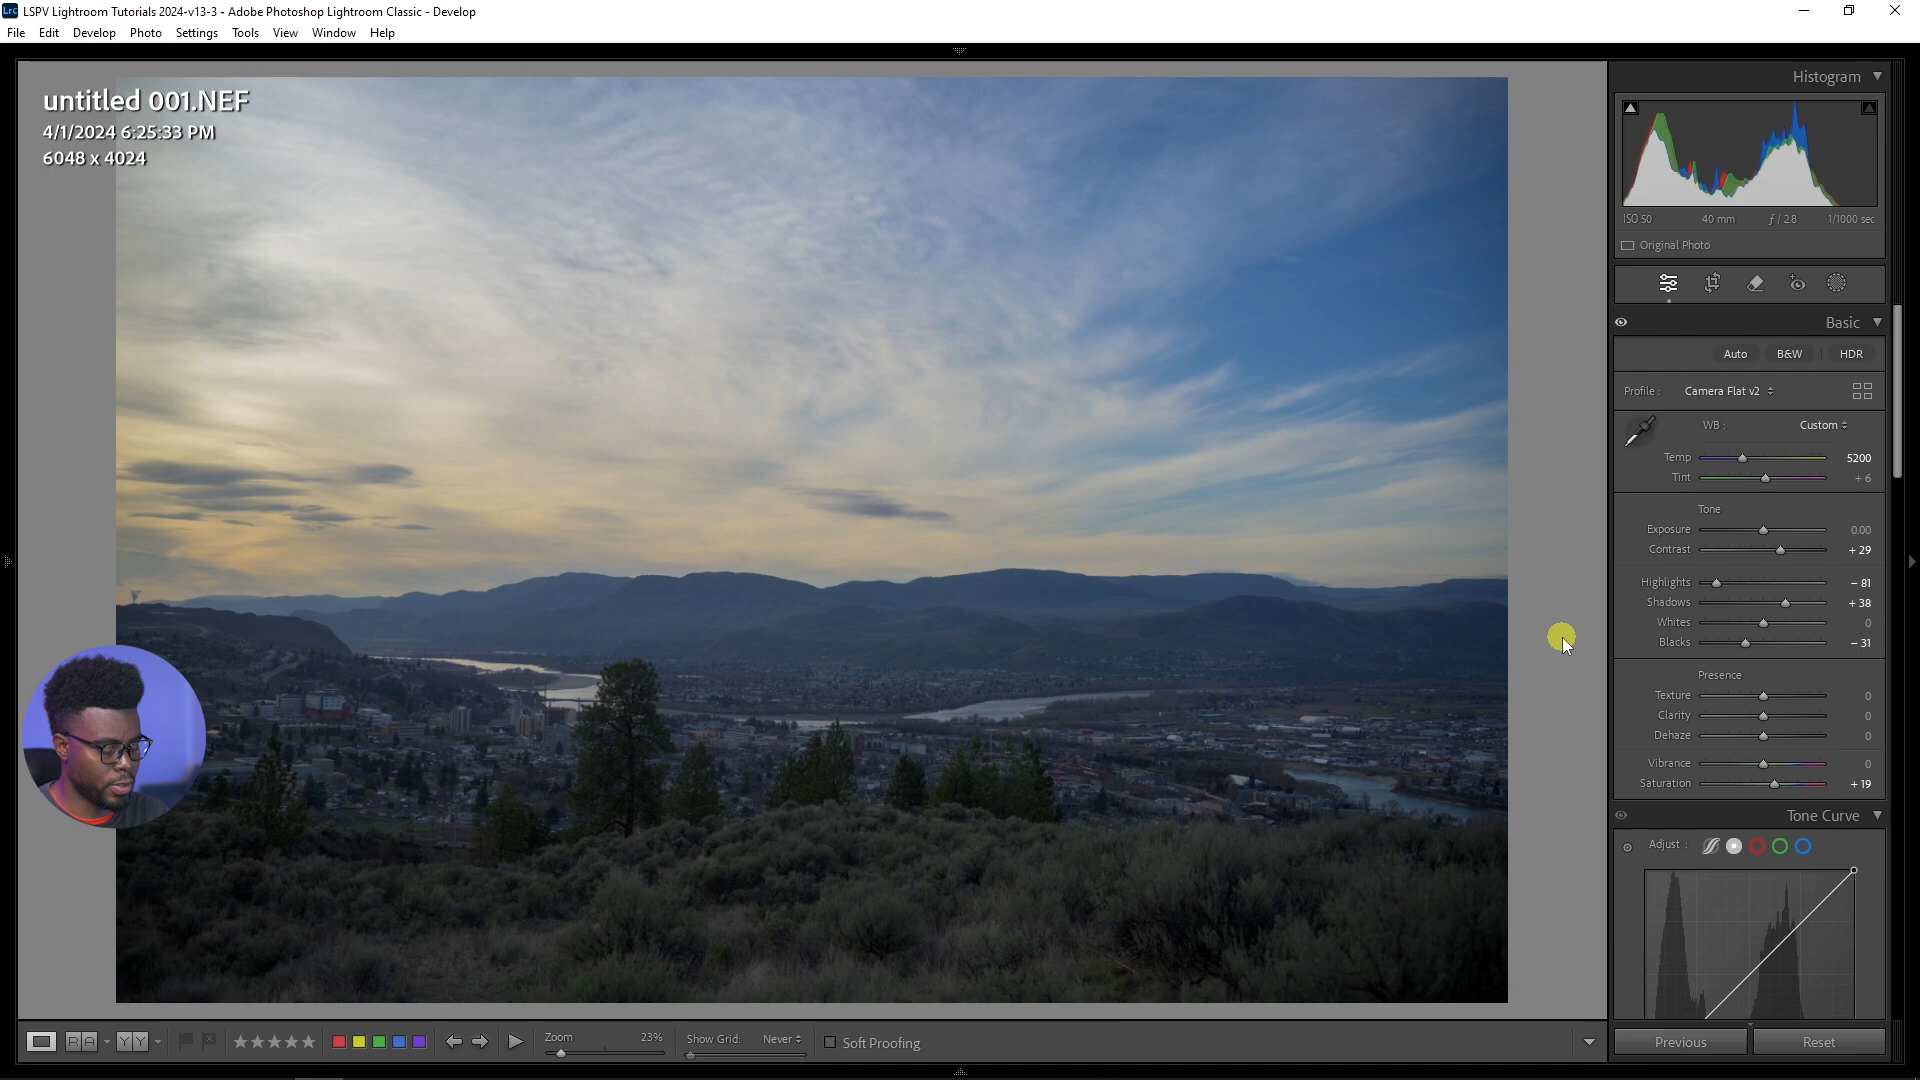 Lrc LSPV Lightroom Tutorials 2024-v13-3 - Adobe Photoshop Lightroom Classic - Develop
File Edit Develop Photo Settings Tools View Window Help
untitled 001.NEF
4/1/2024 6:25:33 PM
6048 x 4024
Histogram
ISO 50 40 mm ƒ / 2.8 1/1000 sec
Original Photo
Basic
Auto B&W HDR
Profile : Camera Flat v2
WB : Custom
Temp 5200
Tint + 6
Tone
Exposure 0.00
Contrast + 29
Highlights – 81
Shadows + 38
Whites 0
Blacks – 31
Presence
Texture 0
Clarity 0
Dehaze 0
Vibrance 0
Saturation + 19
Tone Curve
Adjust :
R A Y Y Zoom 23% Show Grid: Never Soft Proofing
Previous Reset